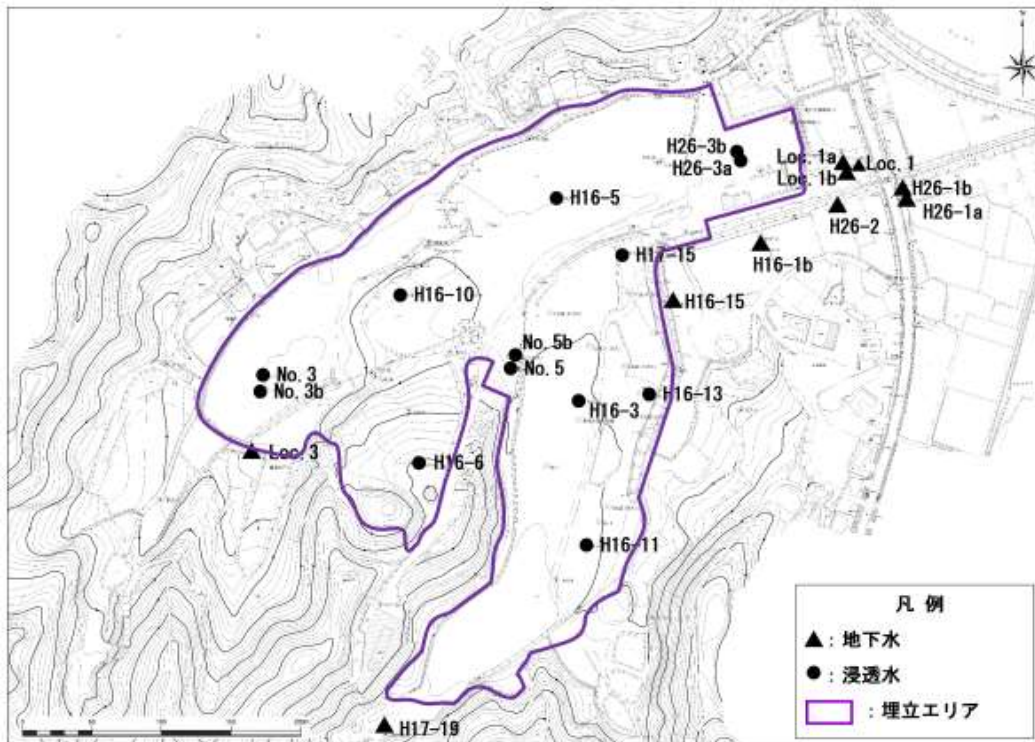 H26-3b
H26-3a
Loc. 1a
Loc. 1
Loc. 1b
H26-1b
H26-1a
H26-2
H16-5
H16-1b
H17-15
H16-10
H16-15
No. 5b
No. 5
No. 3
No. 3b
H16-3
H16-13
Loc. 3
H16-6
H16-11
H17-19
凡 例
▲ : 地下水
● : 浸透水
: 埋立エリア